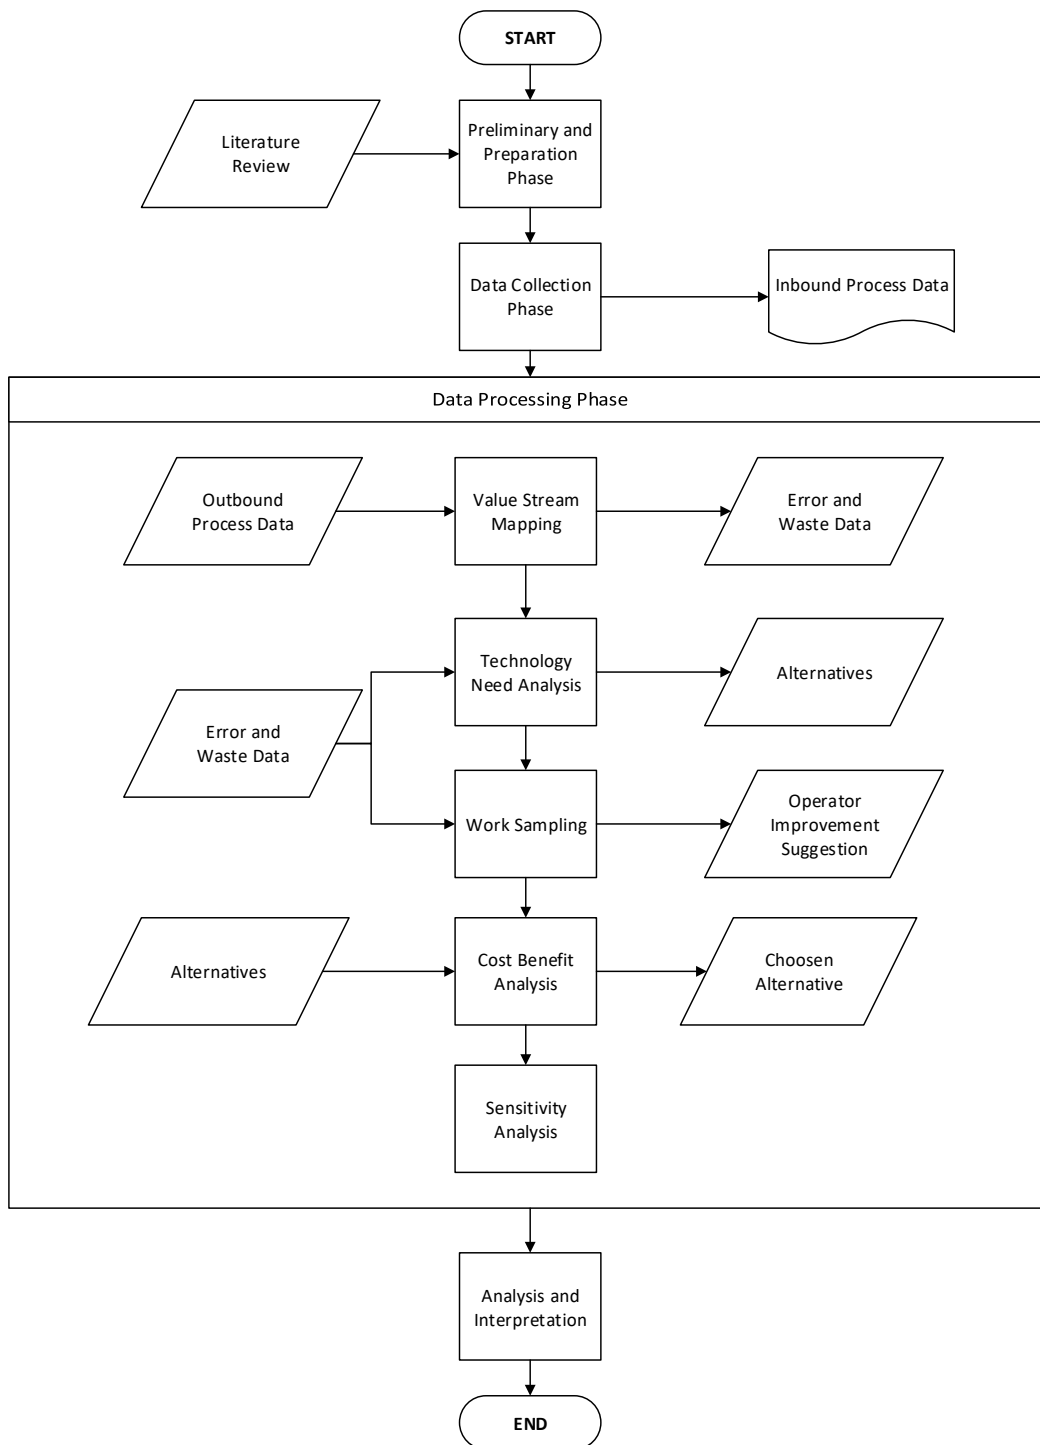 START
Literature
Review
Preliminary and
Preparation
Phase
Data Collection
Phase
Inbound Process Data
Data Processing Phase
Outbound
Process Data
Value Stream
Mapping
Error and
Waste Data
Technology
Need Analysis
Alternatives
Error and
Waste Data
Work Sampling
Operator
Improvement
Suggestion
Alternatives
Cost Benefit
Analysis
Choosen
Alternative
Sensitivity
Analysis
Analysis and
Interpretation
END